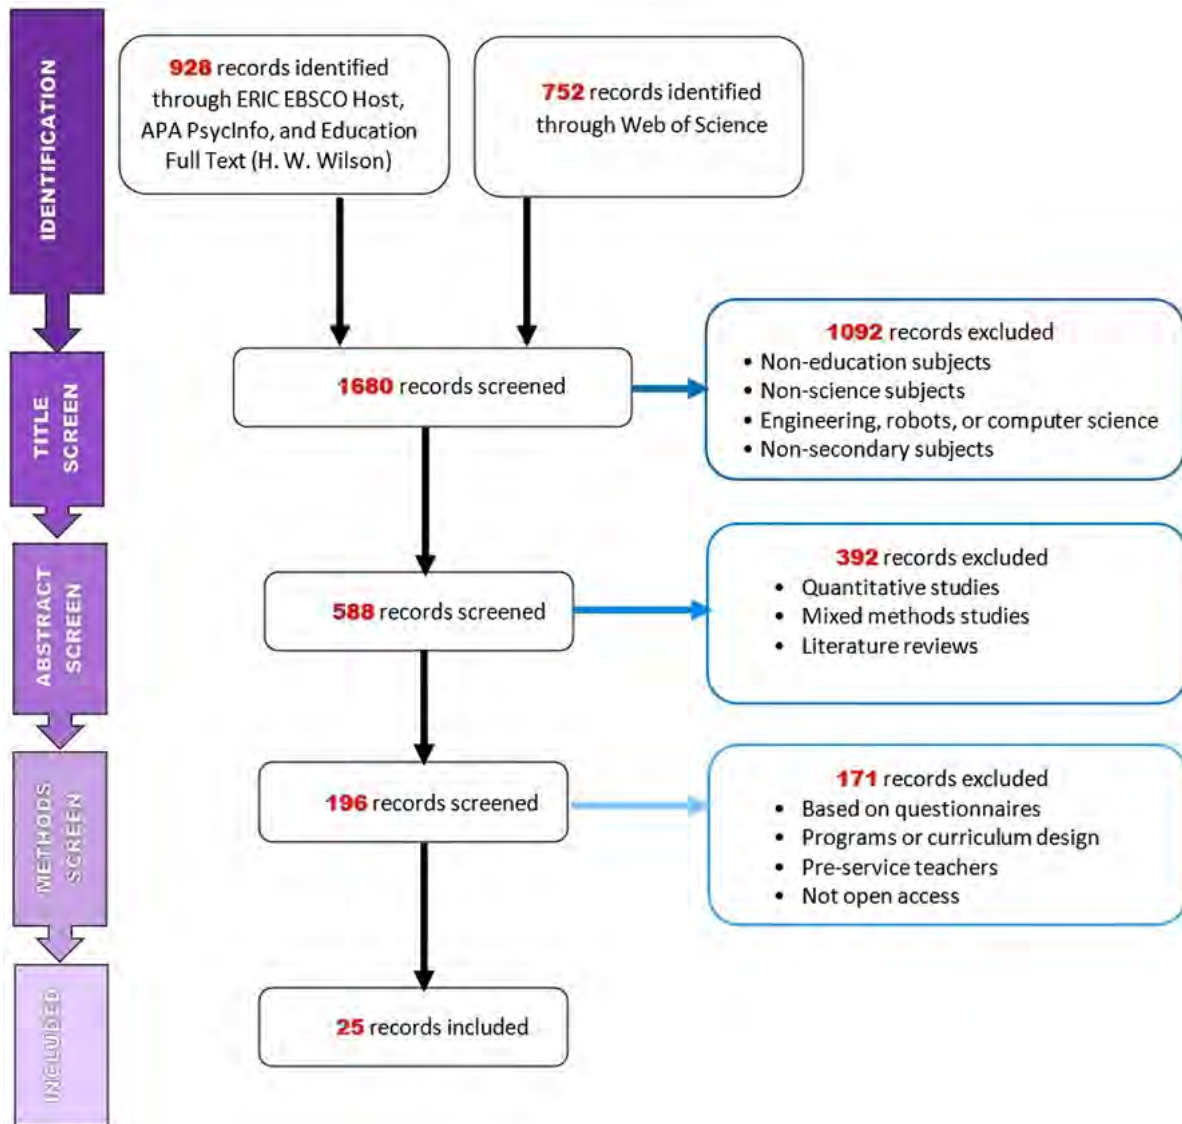 IDENTIFICATION
928 records identified
through ERIC EBSCO Host,
APA PsycInfo, and Education
Full Text (H. W. Wilson)
752 records identified
through Web of Science
TITLE
SCREEN
1680 records screened
1092 records excluded
• Non-education subjects
• Non-science subjects
• Engineering, robots, or computer science
• Non-secondary subjects
ABSTRACT
SCREEN
588 records screened
392 records excluded
• Quantitative studies
• Mixed methods studies
• Literature reviews
METHODS
SCREEN
196 records screened
171 records excluded
• Based on questionnaires
• Programs or curriculum design
• Pre-service teachers
• Not open access
INCLUDED
25 records included